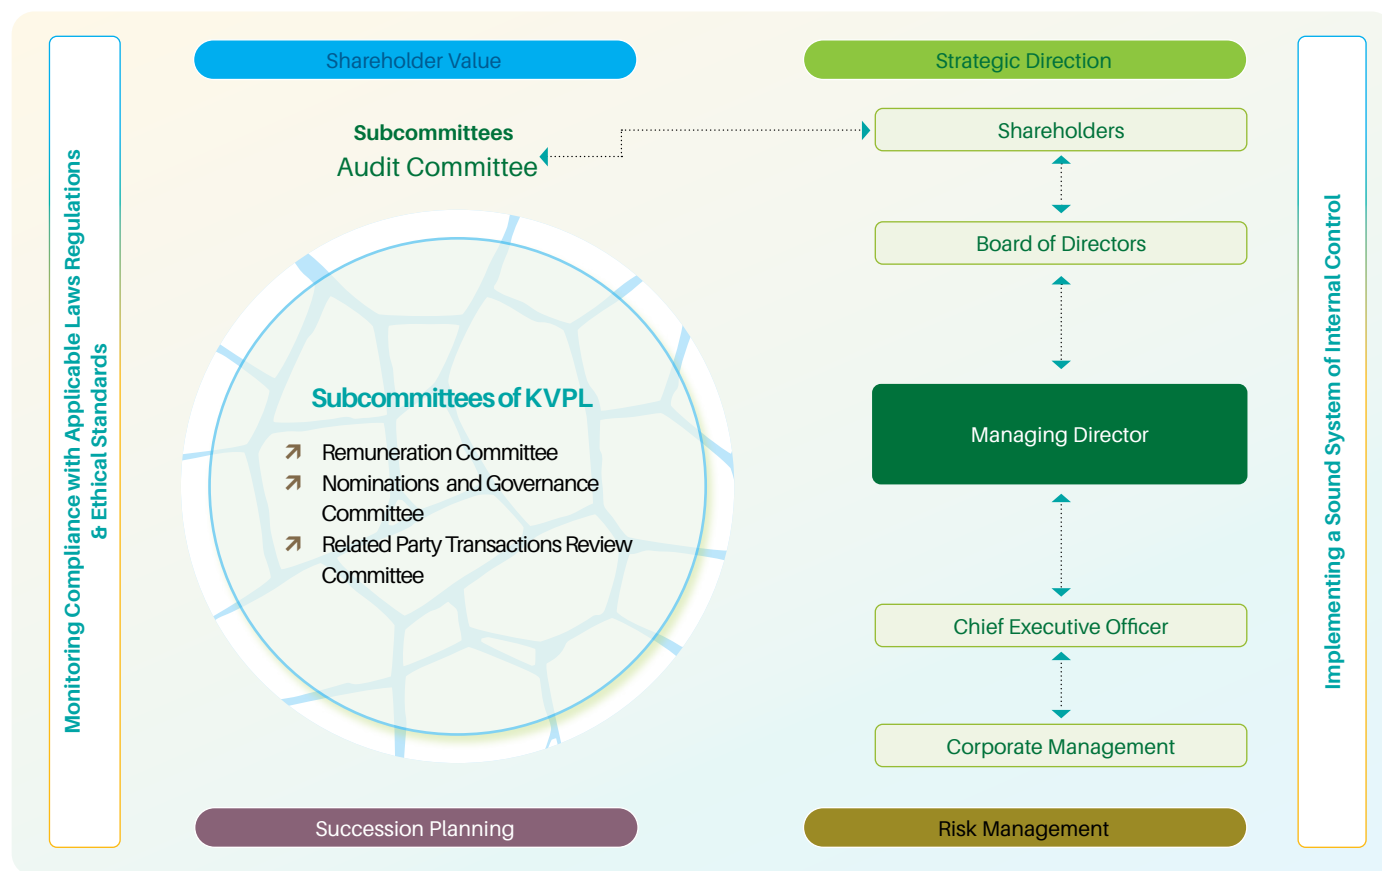 Monitoring Compliance with Applicable Laws Regulations
& Ethical Standards
Shareholder Value
Strategic Direction
Subcommittees
Audit Committee
Shareholders
Board of Directors
Subcommittees of KVPL
Remuneration Committee
Nominations and Governance
Committee
Related Party Transactions Review
Committee
Managing Director
Chief Executive Officer
Corporate Management
Succession Planning
Risk Management
Implementing a Sound System of Internal Control